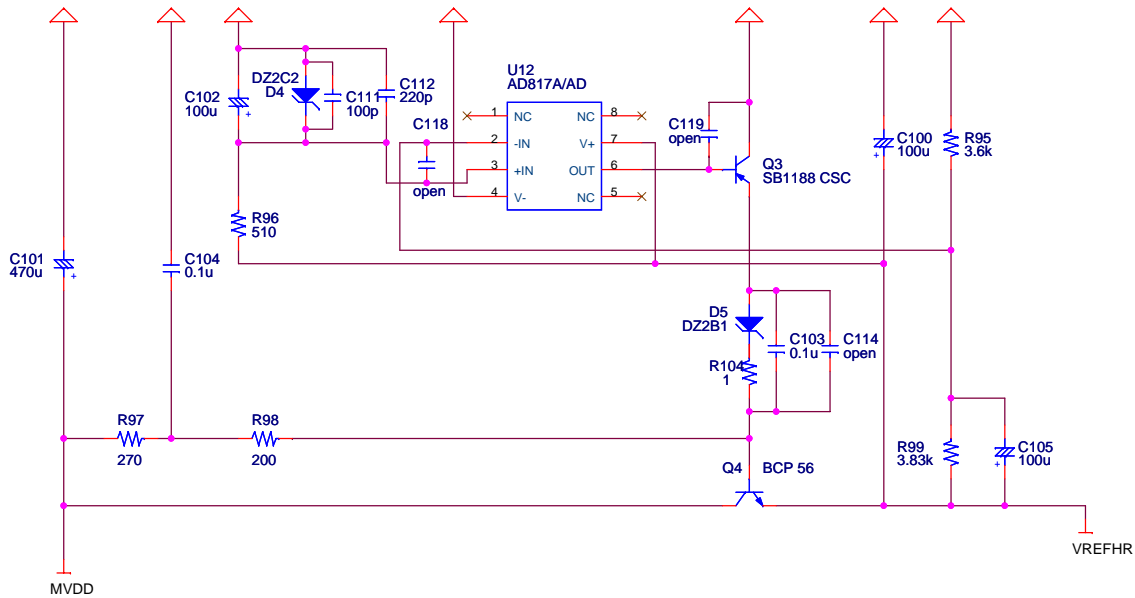 U12
AD817A/AD
DZ2C2
D4
C102
100u
+
C111
100p
C112
220p
C118
open
1
NC
2
-IN
3
+IN
4
V-
NC
8
V+
7
OUT
6
NC
5
C119
open
Q3
SB1188 CSC
C100
100u
+
R95
3.6k
R96
510
C101
470u
+
C104
0.1u
D5
DZ2B1
R104
1
C103
0.1u
C114
open
R97
270
R98
200
Q4
BCP 56
R99
3.83k
C105
100u
+
VREFHR
MVDD